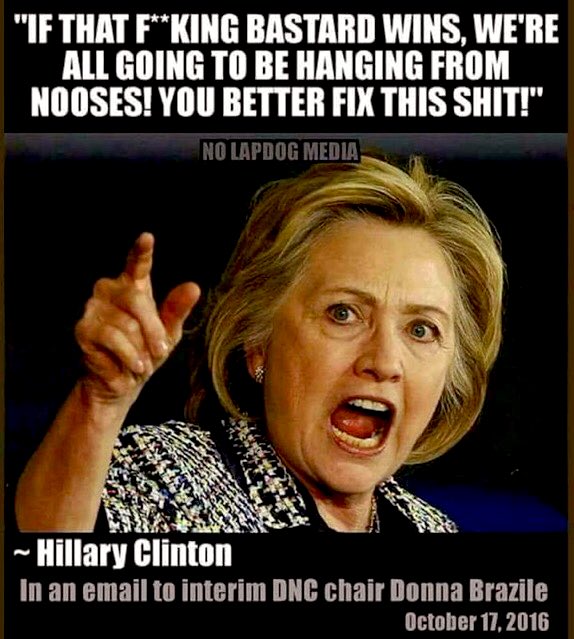 "IF THAT F**KING BASTARD WINS, WE'RE
ALL GOING TO BE HANGING FROM
NOOSES! YOU BETTER FIX THIS SHIT!"
NO LAPDOG MEDIA
~ Hillary Clinton
In an email to interim DNC chair Donna Brazile
October 17, 2016